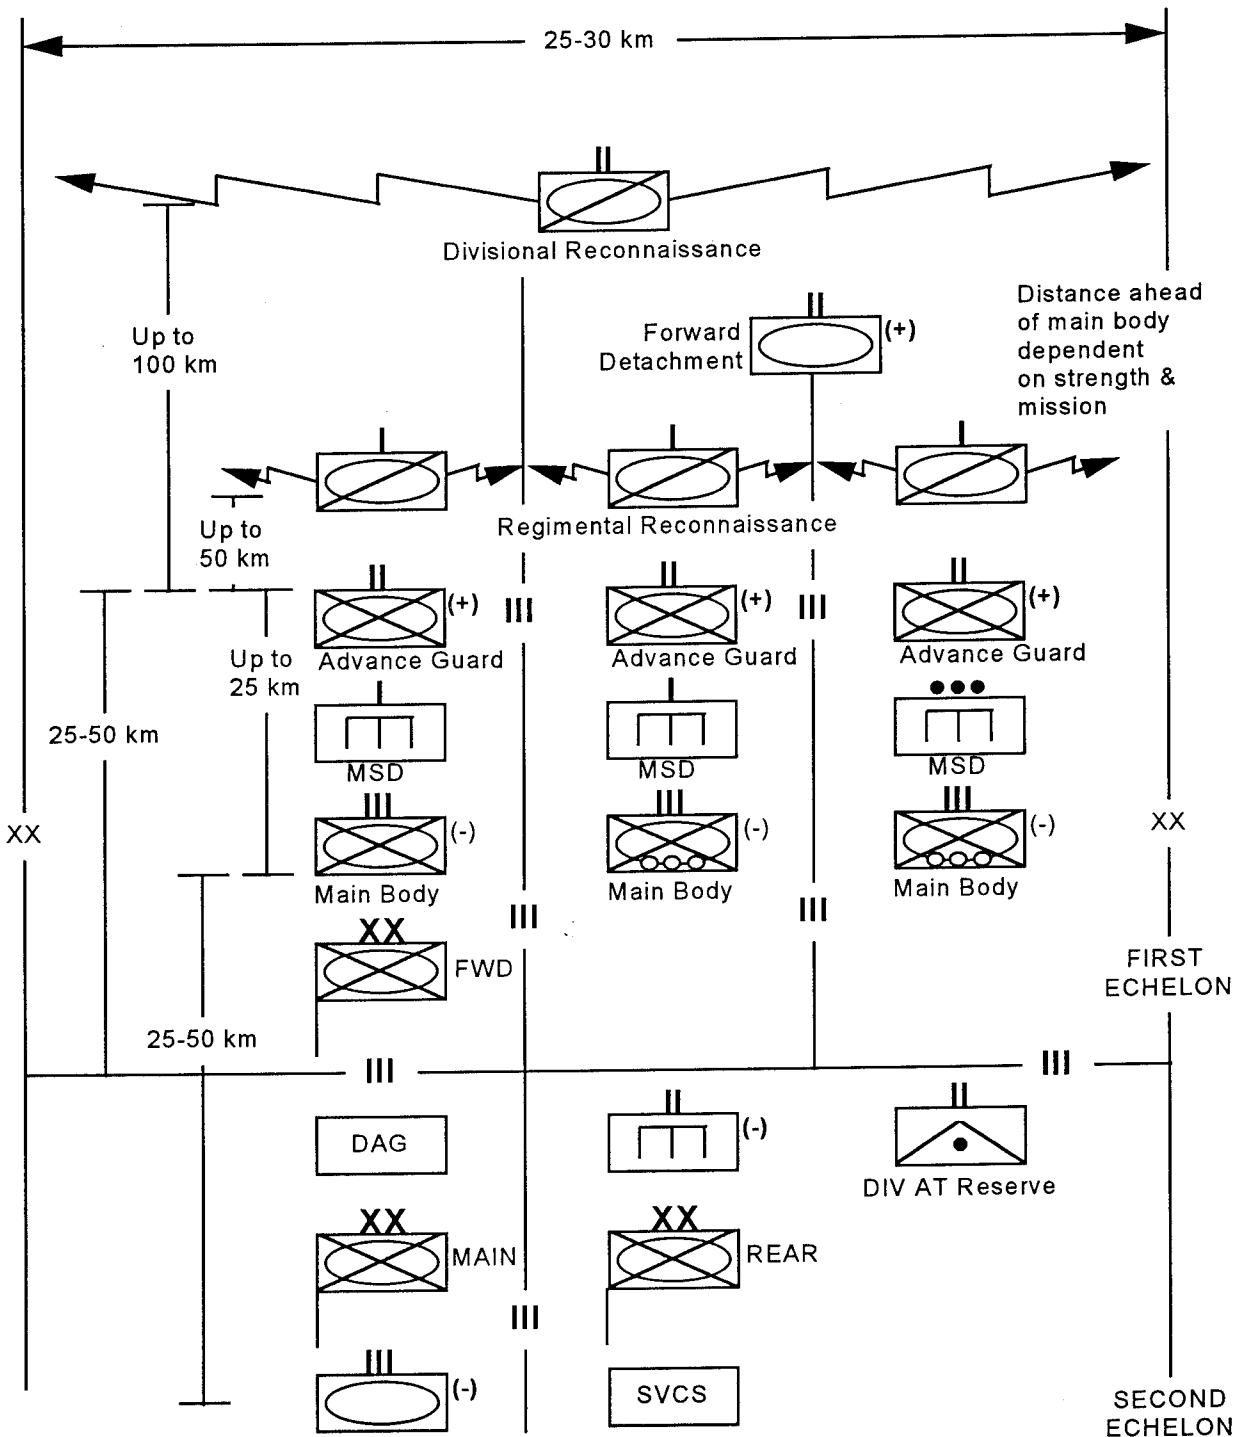 25-30 km
II
Divisional Reconnaissance
Distance ahead
of main body
dependent
on strength &
mission
II
Forward
Detachment
(+)
Up to
100 km
I
I
I
Regimental Reconnaissance
Up to
50 km
II
(+)
III
II
(+)
III
II
(+)
Advance Guard
Advance Guard
Advance Guard
Up to
25 km
I
I
25-50 km
MSD
MSD
MSD
III
III
III
XX
(-)
(-)
(-)
XX
Main Body
Main Body
Main Body
III
III
XX
FWD
FIRST
ECHELON
25-50 km
III
III
DAG
II
(-)
II
DIV AT Reserve
XX
MAIN
XX
REAR
III
III
(-)
SVCS
SECOND
ECHELON